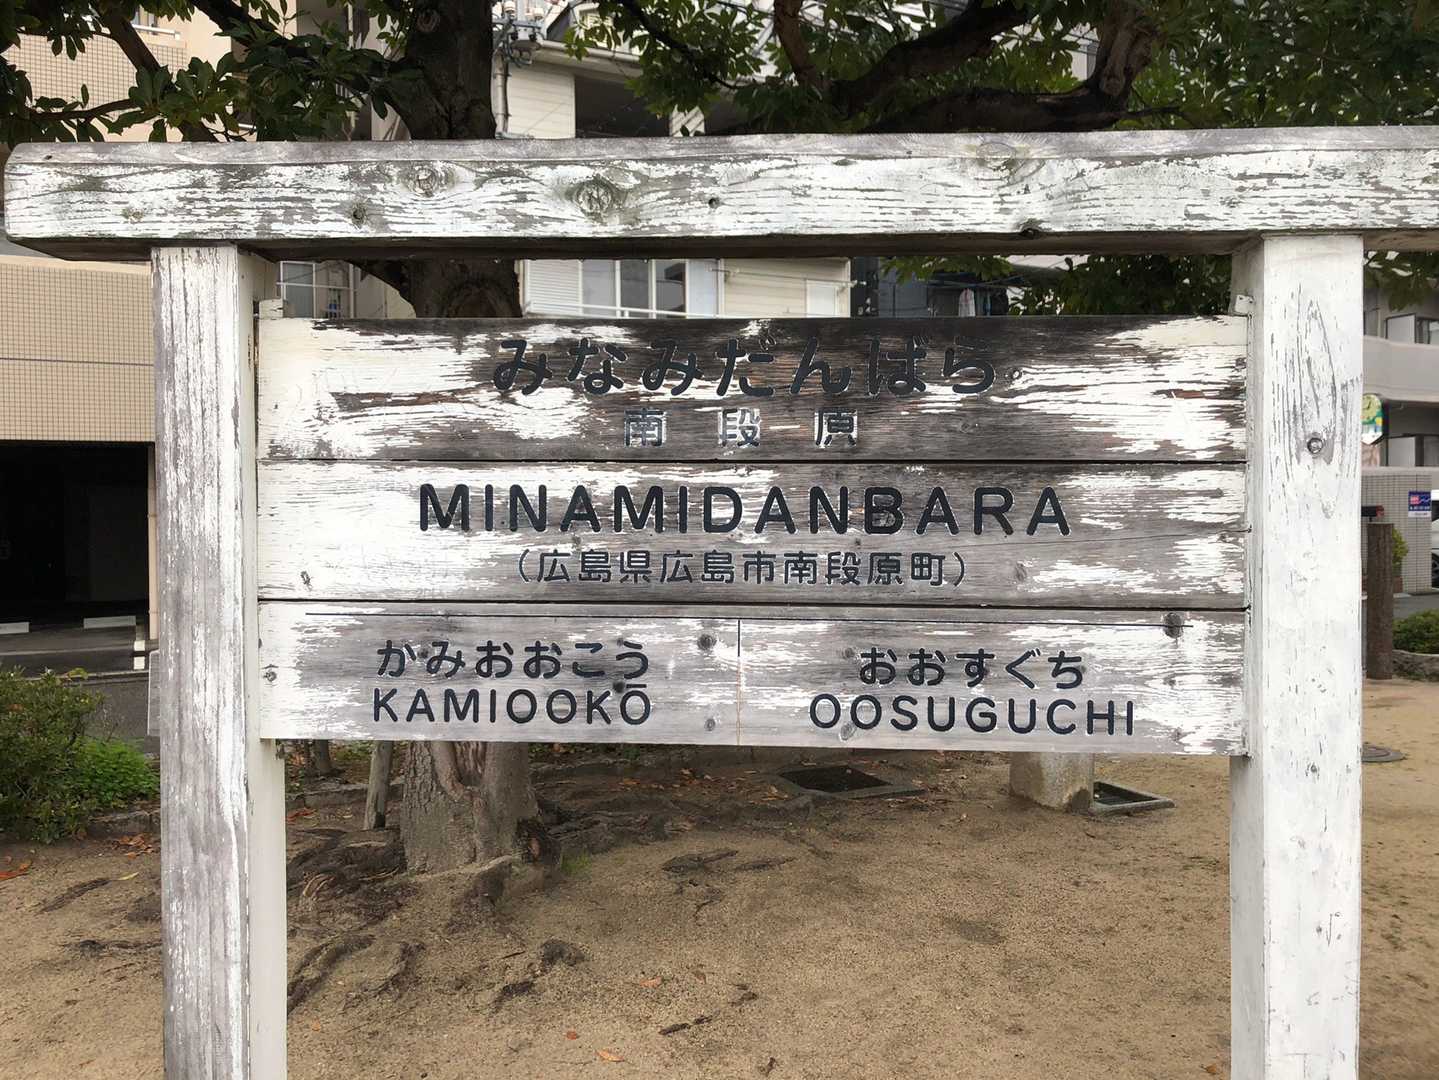 みなみだんばら
南段原
MINAMIDANBARA
（広島県広島市南段原町）
かみおおこう
KAMIOOKŌ
おおすぐち
OOSUGUCHI